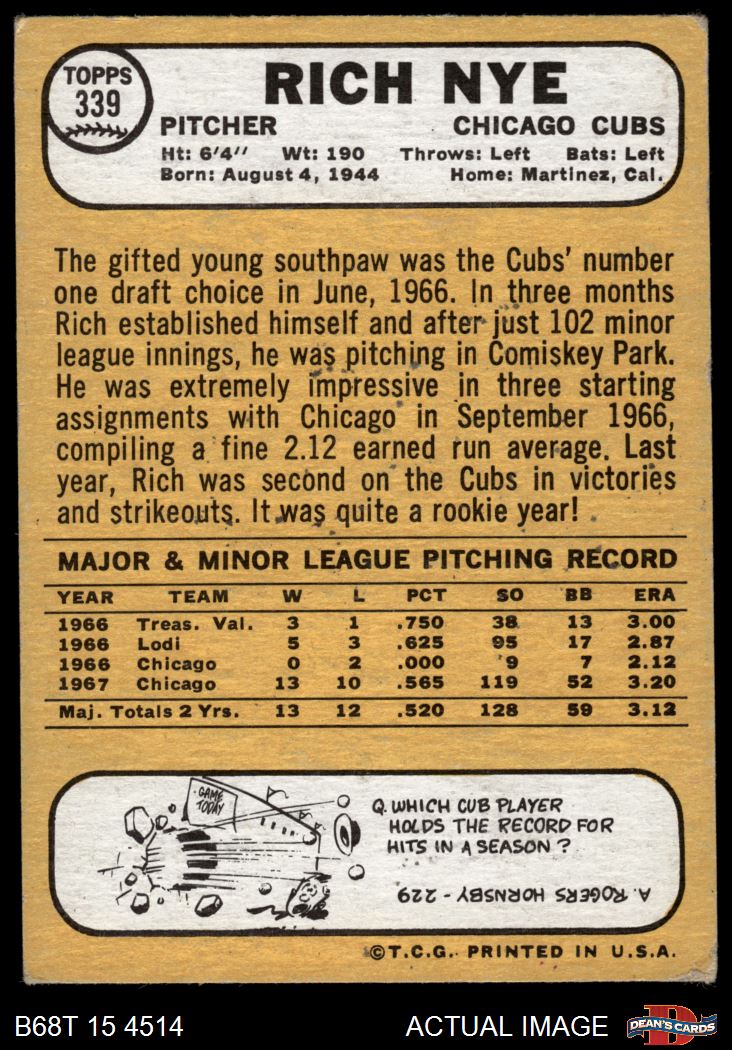 TOPPS
339
RICH NYE
PITCHER CHICAGO CUBS
Ht: 6'4" Wt: 190 Throws: Left Bats: Left
Born: August 4, 1944 Home: Martinez, Cal.
The gifted young southpaw was the Cubs' number
one draft choice in June, 1966. In three months
Rich established himself and after just 102 minor
league innings, he was pitching in Comiskey Park.
He was extremely impressive in three starting
assignments with Chicago in September 1966,
compiling a fine 2.12 earned run average. Last
year, Rich was second on the Cubs in victories
and strikeouts. It was quite a rookie year!
MAJOR & MINOR LEAGUE PITCHING RECORD
YEAR TEAM W L PCT SO BB ERA
1966 Treas. Val. 3 1 .750 38 13 3.00
1966 Lodi 5 3 .625 95 17 2.87
1966 Chicago 0 2 .000 9 7 2.12
1967 Chicago 13 10 .565 119 52 3.20
Maj. Totals 2 Yrs. 13 12 .520 128 59 3.12
GAME
TODAY
Q. WHICH CUB PLAYER
HOLDS THE RECORD FOR
HITS IN A SEASON?
A. ROGERS HORNSBY - 229
©T.C.G. PRINTED IN U.S.A.
B68T 15 4514 ACTUAL IMAGE
D
DEAN'S CARDS